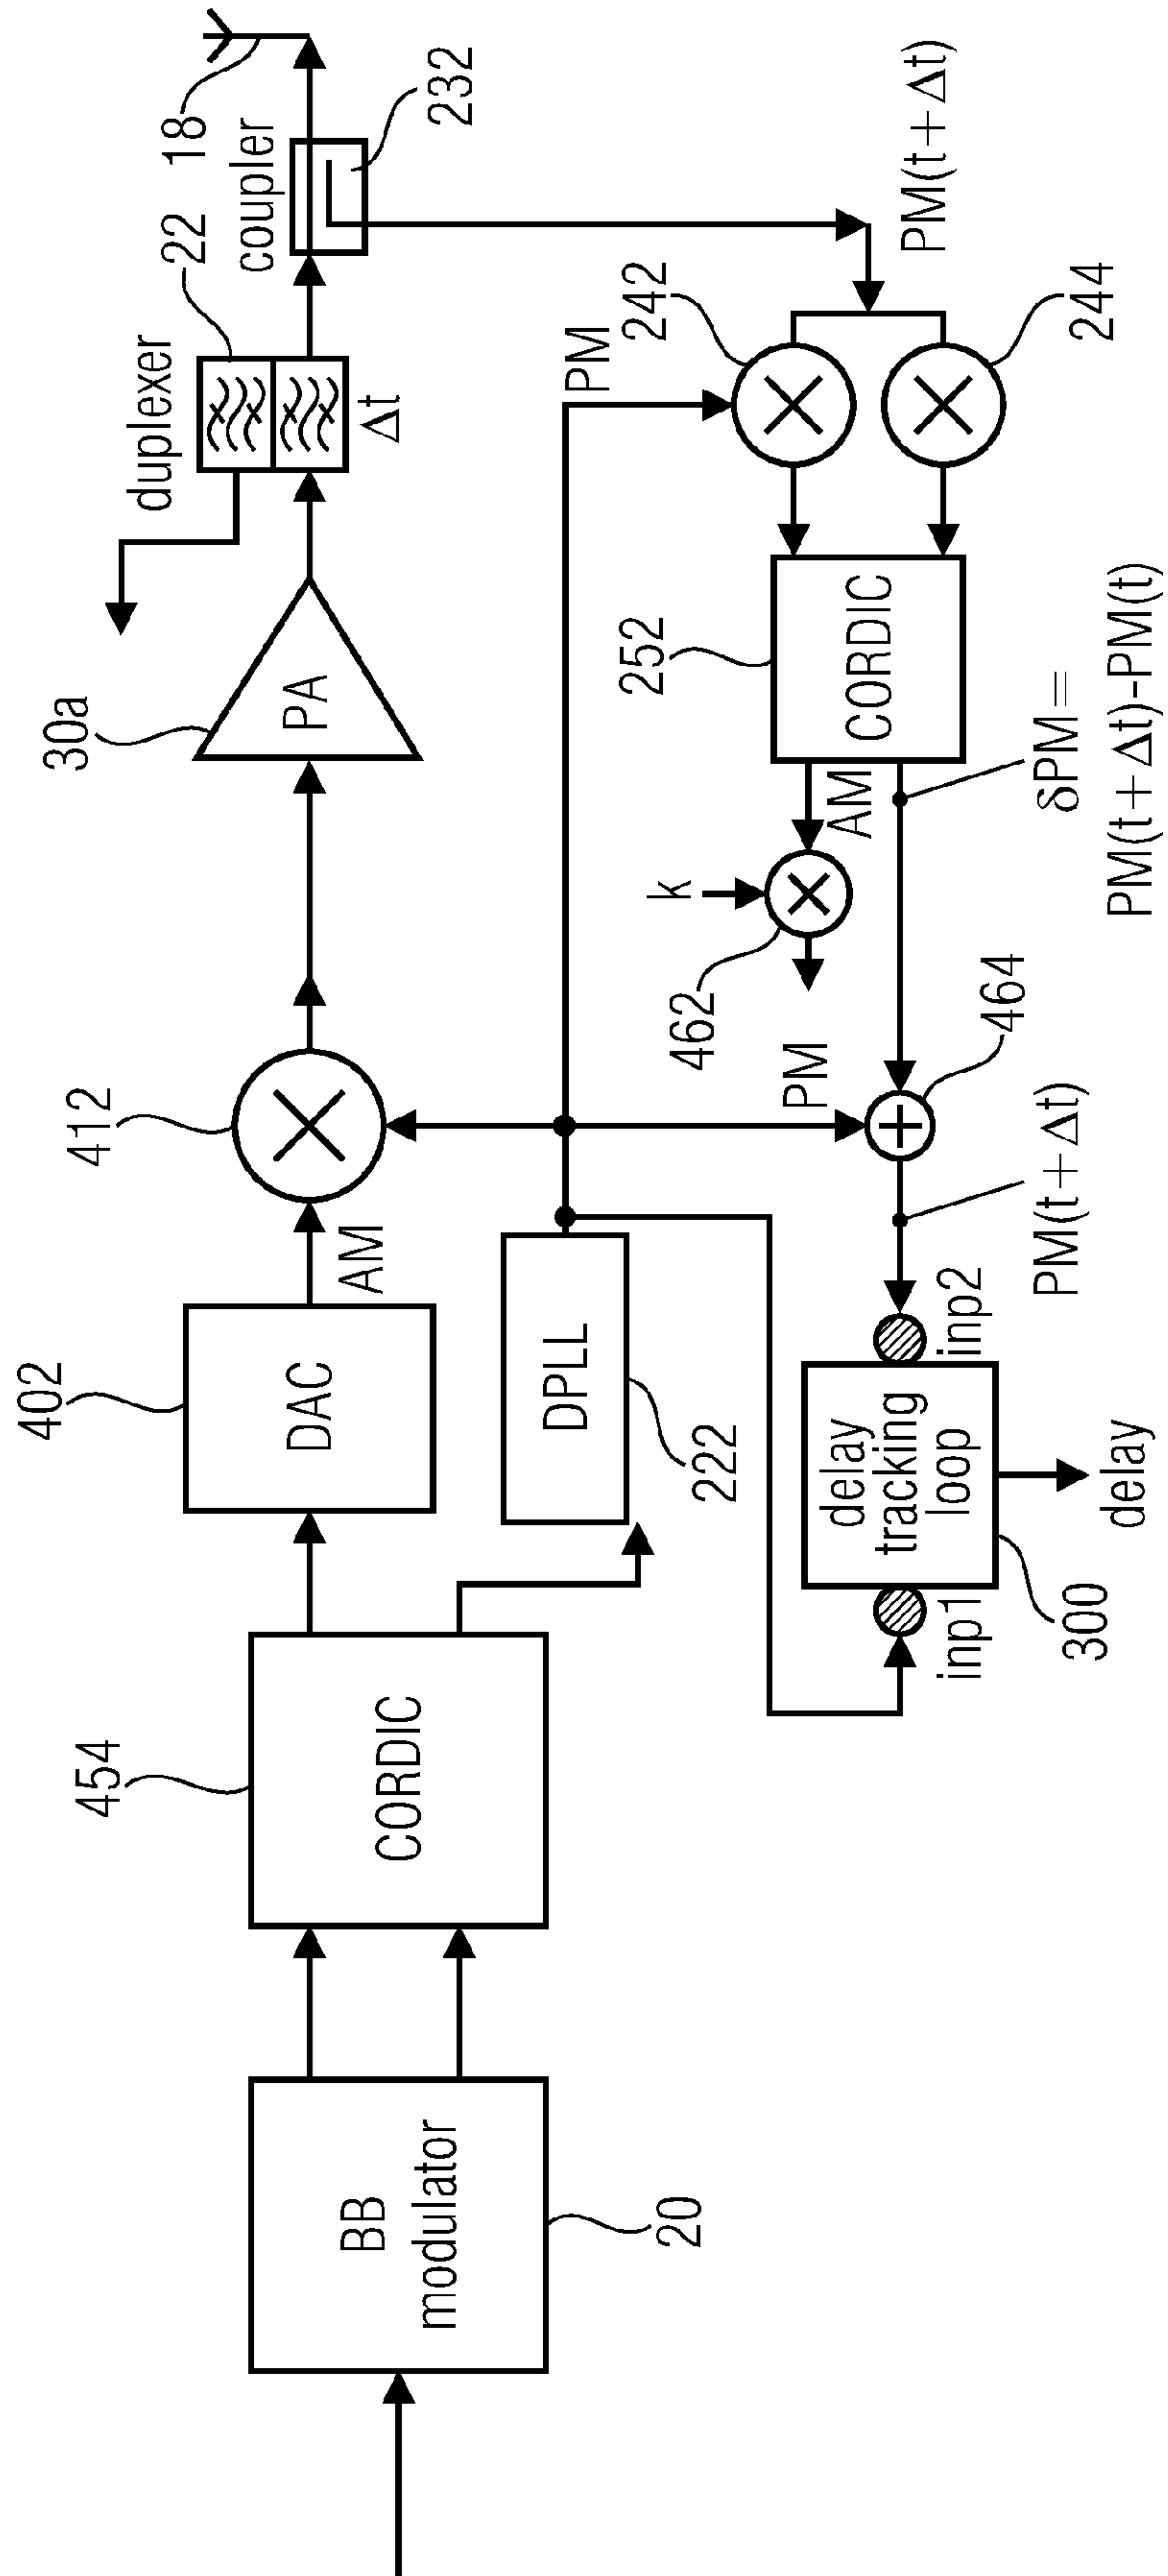 18
coupler
232
22
duplexer
Δt
PM(t+Δt)
242
244
PM
30a
PA
252
CORDIC
δPM=
PM(t+Δt)-PM(t)
AM
k
462
464
PM
412
AM
PM(t+Δt)
402
DAC
DPLL
222
inp2
delay
tracking
loop
inp1
300
delay
454
CORDIC
BB
modulator
20